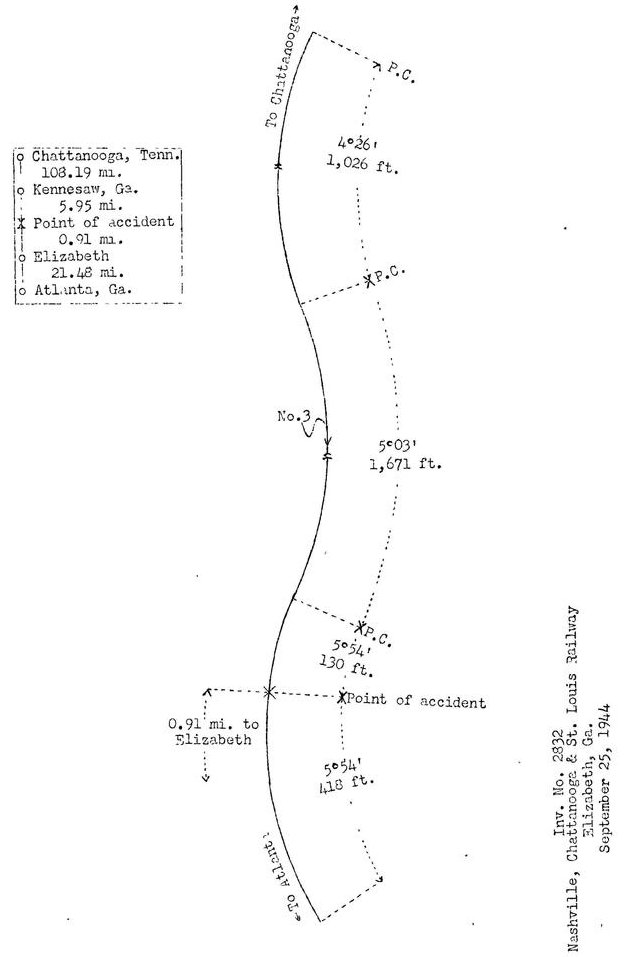 To Chattanooga
P.C.
4°26'
1,026 ft.
Chattanooga, Tenn.
108.19 mi.
Kennesaw, Ga.
5.95 mi.
Point of accident
0.91 mi.
Elizabeth
21.48 mi.
Atlanta, Ga.
P.C.
No.3
5°03'
1,671 ft.
P.C.
5°54'
130 ft.
Point of accident
0.91 mi. to
Elizabeth
5°54'
418 ft.
To Atlanta
Inv. No. 2832
Nashville, Chattanooga & St. Louis Railway
Elizabeth, Ga.
September 25, 1944